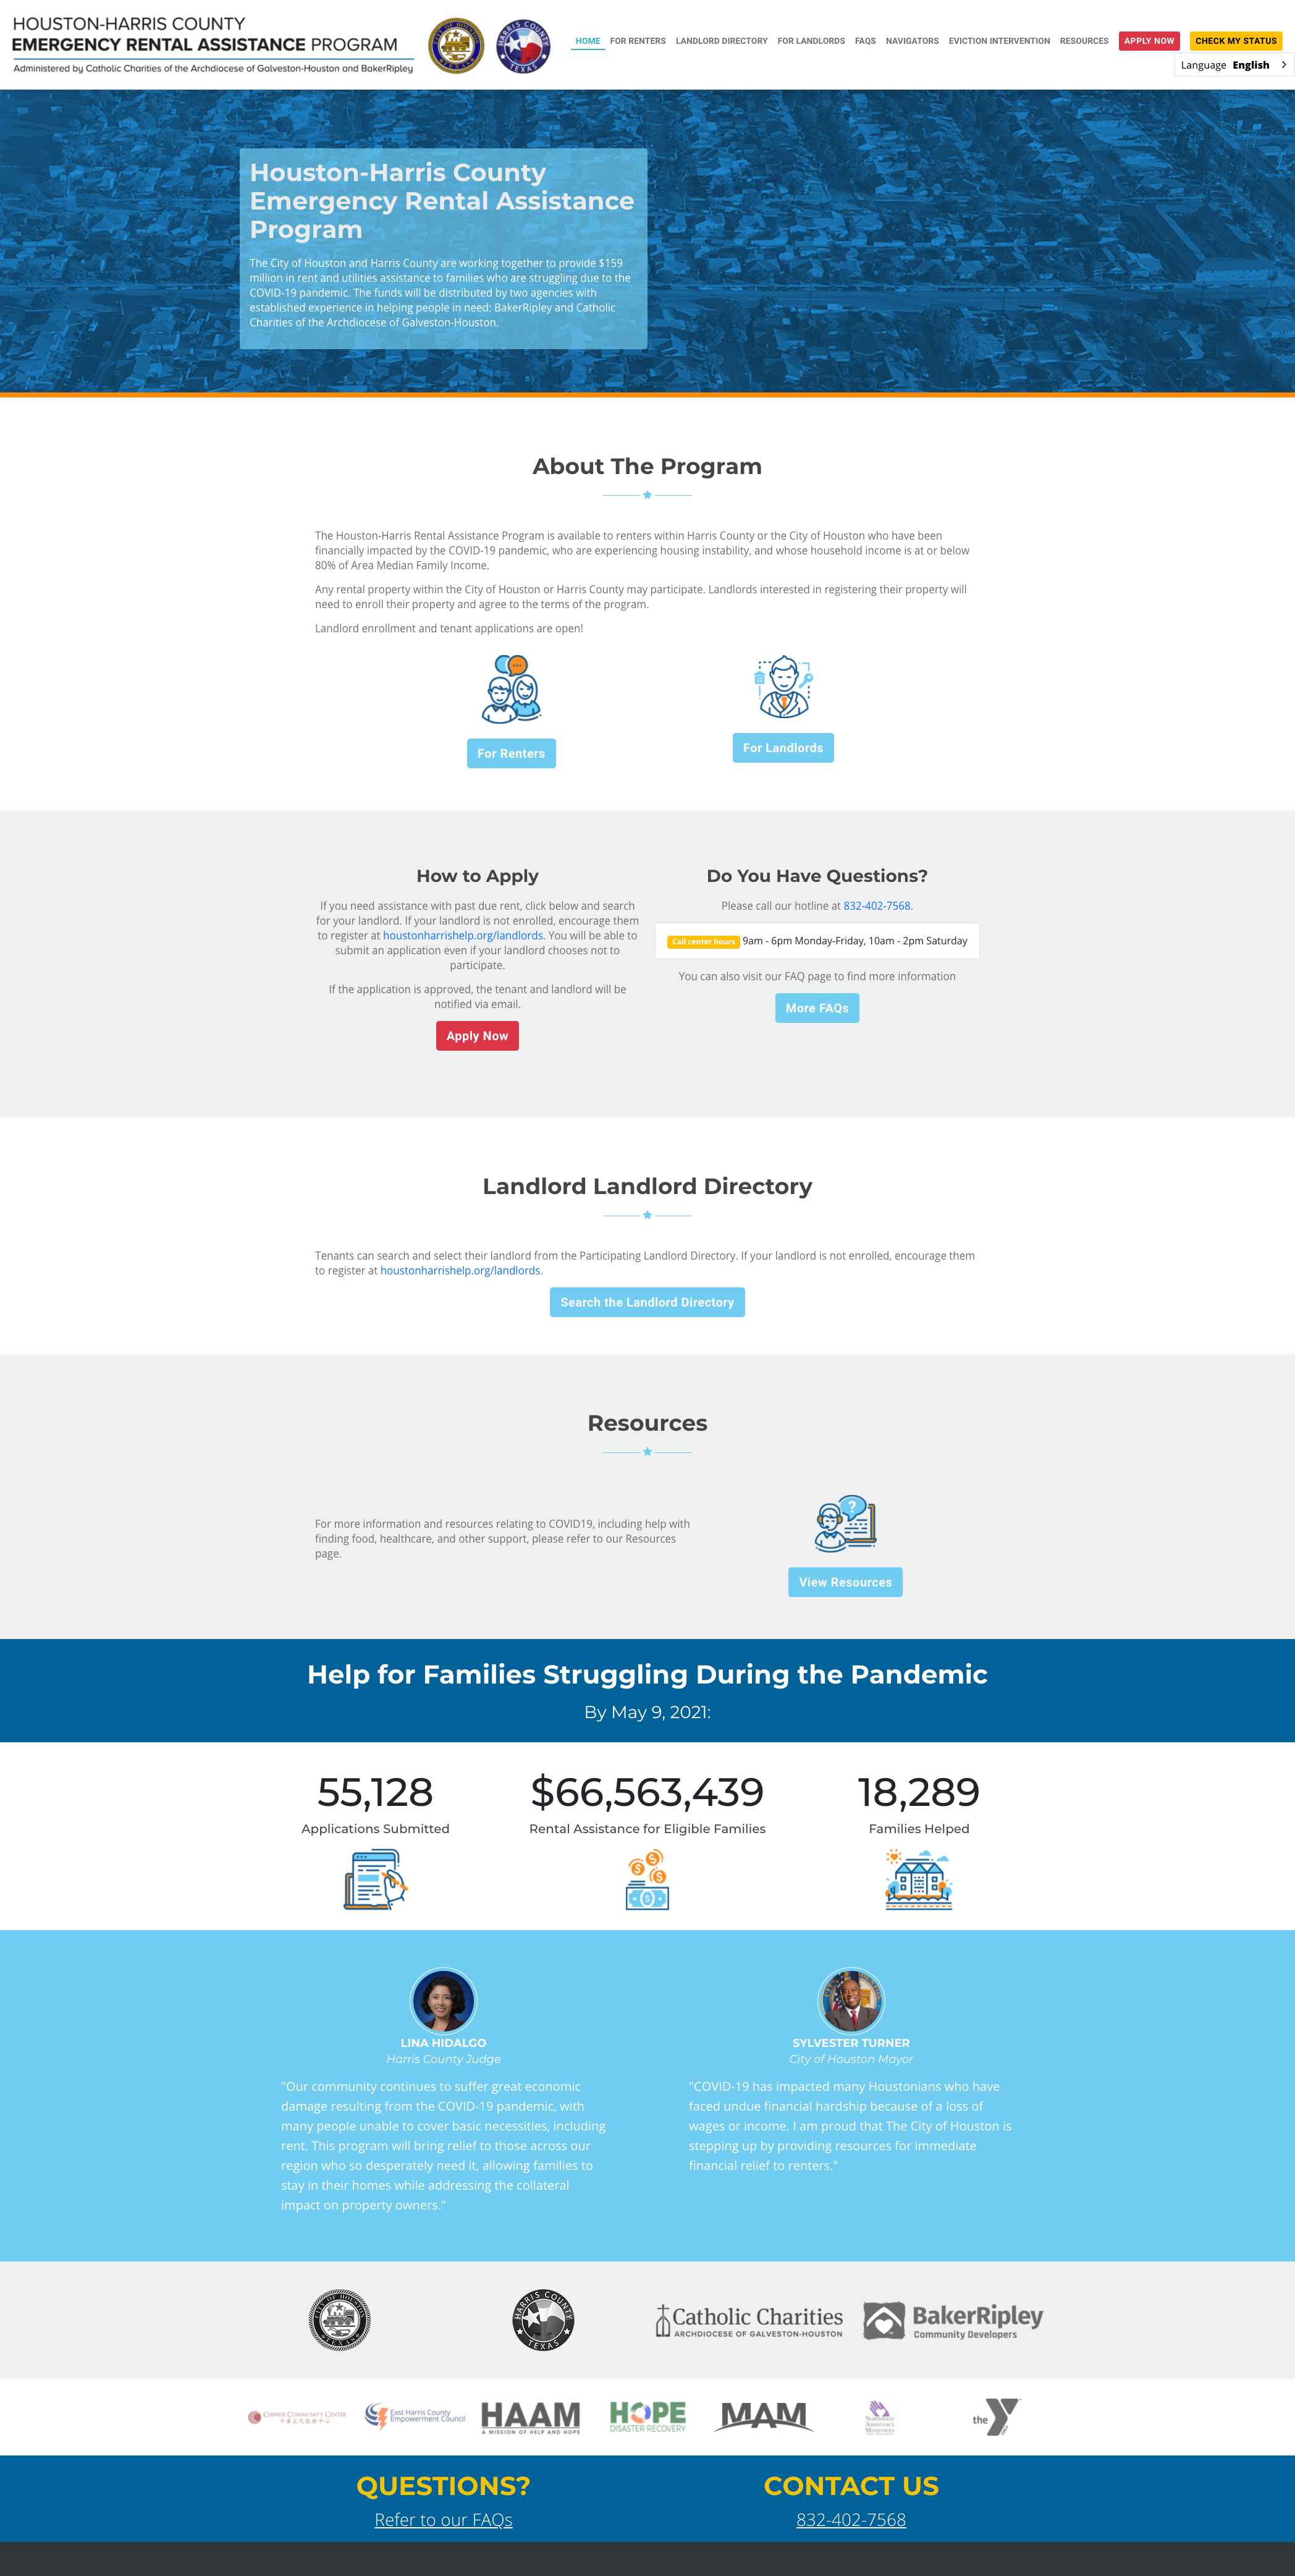 HOUSTON-HARRIS COUNTY
EMERGENCY RENTAL ASSISTANCE PROGRAM
Administered by Catholic Charities of the Archdiocese of Galveston-Houston and BakerRipley
HARRIS COUNTY
TEXAS
HOME FOR RENTERS LANDLORD DIRECTORY FOR LANDLORDS FAQS NAVIGATORS EVICTION INTERVENTION RESOURCES APPLY NOW CHECK MY STATUS
Language English
Houston-Harris County
Emergency Rental Assistance
Program
The City of Houston and Harris County are working together to provide $159
million in rent and utilities assistance to families who are struggling due to the
COVID-19 pandemic. The funds will be distributed by two agencies with
established experience in helping people in need: BakerRipley and Catholic
Charities of the Archdiocese of Galveston-Houston.
About The Program
The Houston-Harris Rental Assistance Program is available to renters within Harris County or the City of Houston who have been
financially impacted by the COVID-19 pandemic, who are experiencing housing instability, and whose household income is at or below
80% of Area Median Family Income.
Any rental property within the City of Houston or Harris County may participate. Landlords interested in registering their property will
need to enroll their property and agree to the terms of the program.
Landlord enrollment and tenant applications are open!
For Renters
For Landlords
How to Apply
If you need assistance with past due rent, click below and search
for your landlord. If your landlord is not enrolled, encourage them
to register at houstonharrishelp.org/landlords. You will be able to
submit an application even if your landlord chooses not to
participate.
If the application is approved, the tenant and landlord will be
notified via email.
Apply Now
Do You Have Questions?
Please call our hotline at 832-402-7568.
Call center hours 9am - 6pm Monday-Friday, 10am - 2pm Saturday
You can also visit our FAQ page to find more information
More FAQs
Landlord Landlord Directory
Tenants can search and select their landlord from the Participating Landlord Directory. If your landlord is not enrolled, encourage them
to register at houstonharrishelp.org/landlords.
Search the Landlord Directory
Resources
For more information and resources relating to COVID19, including help with
finding food, healthcare, and other support, please refer to our Resources
page.
?
View Resources
Help for Families Struggling During the Pandemic
By May 9, 2021:
55,128
Applications Submitted
$66,563,439
Rental Assistance for Eligible Families
18,289
Families Helped
LINA HIDALGO
Harris County Judge
"Our community continues to suffer great economic
damage resulting from the COVID-19 pandemic, with
many people unable to cover basic necessities, including
rent. This program will bring relief to those across our
region who so desperately need it, allowing families to
stay in their homes while addressing the collateral
impact on property owners."
SYLVESTER TURNER
City of Houston Mayor
"COVID-19 has impacted many Houstonians who have
faced undue financial hardship because of a loss of
wages or income. I am proud that The City of Houston is
stepping up by providing resources for immediate
financial relief to renters."
CITY OF HOUSTON
TEXAS
HARRIS COUNTY
TEXAS
Catholic Charities
ARCHDIOCESE OF GALVESTON-HOUSTON
BakerRipley
Community Developers
CHINESE COMMUNITY CENTER
East Harris County
Empowerment Council
HAAM
A MISSION OF HELP AND HOPE
HOPE
DISASTER RECOVERY
MAM
NORTHWEST
ASSISTANCE
MINISTRIES
the Y
QUESTIONS?
Refer to our FAQs
CONTACT US
832-402-7568